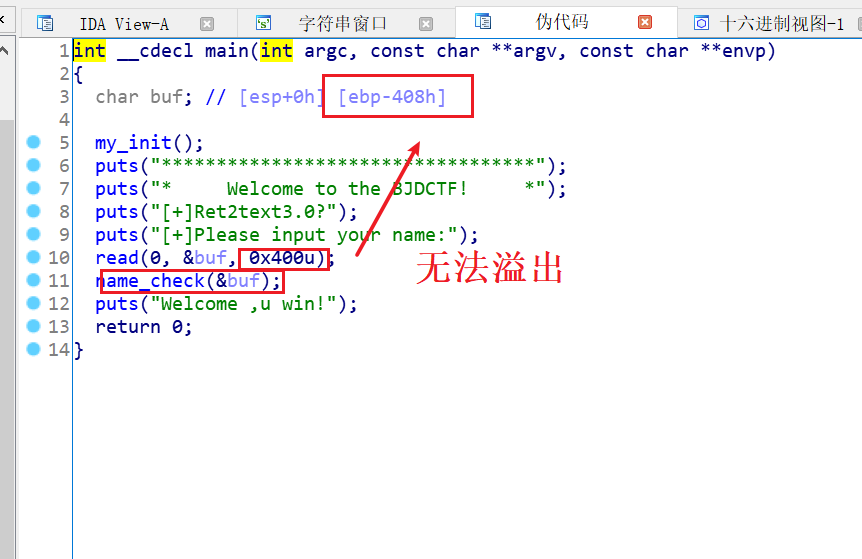 IDA View-A 字符串窗口 伪代码 十六进制视图-1
1 int __cdecl main(int argc, const char **argv, const char **envp)
2 {
3 char buf; // [esp+0h] [ebp-408h]
4
5 my_init();
6 puts("**********************************");
7 puts("*     Welcome to the BJDCTF!     *");
8 puts("[+]Ret2text3.0?");
9 puts("[+]Please input your name:");
10 read(0, &buf, 0x400u);
11 name_check(&buf);
12 puts("Welcome ,u win!");
13 return 0;
14 }
无法溢出